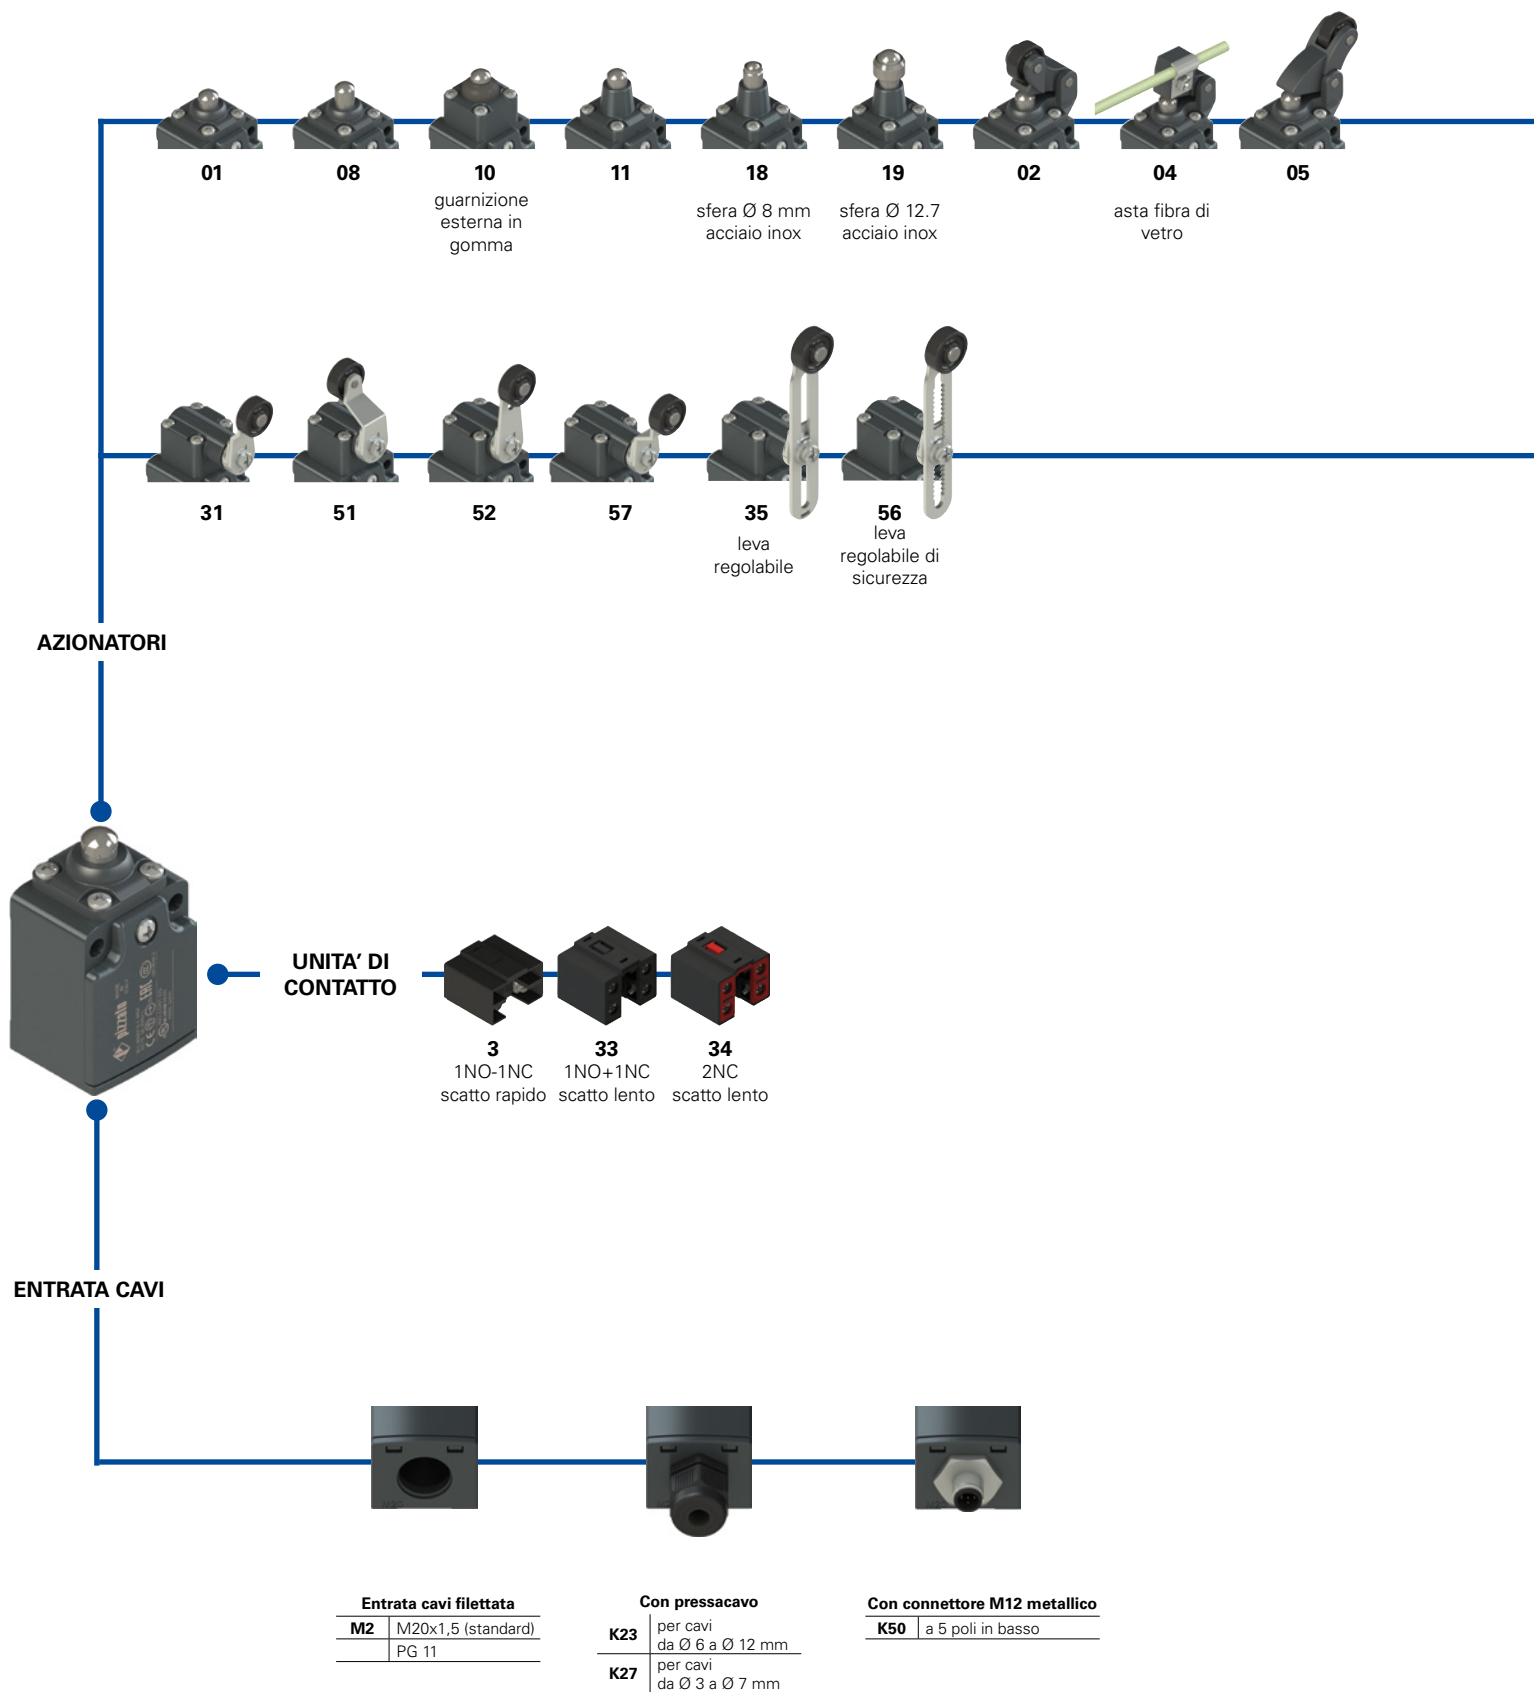 01 08 10 11 18 19 02 04 05
guarnizione
esterna in
gomma
sfera Ø 8 mm
acciaio inox
sfera Ø 12.7
acciaio inox
asta fibra di
vetro
31 51 52 57 35 56
leva
regolabile
leva
regolabile di
sicurezza
AZIONATORI
pizzato
UNITA’ DI
CONTATTO
3
1NO-1NC
scatto rapido
33
1NO+1NC
scatto lento
34
2NC
scatto lento
ENTRATA CAVI
Entrata cavi filettata
M2 M20x1,5 (standard)
PG 11
Con pressacavo
K23 per cavi
da Ø 6 a Ø 12 mm
K27 per cavi
da Ø 3 a Ø 7 mm
Con connettore M12 metallico
K50 a 5 poli in basso